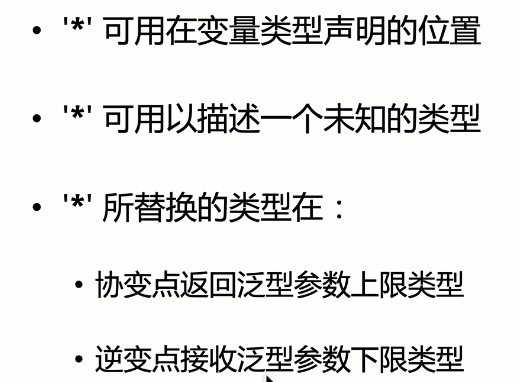 • '*' 可用在变量类型声明的位置
• '*' 可用以描述一个未知的类型
• '*' 所替换的类型在：
• 协变点返回泛型参数上限类型
• 逆变点接收泛型参数下限类型